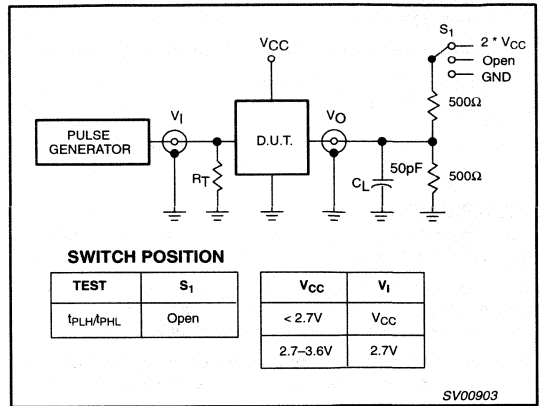 S1
2 * VCC
Open
GND
VCC
500Ω
VI
VO
PULSE
GENERATOR
D.U.T.
RT
50pF
CL
500Ω
SWITCH POSITION
TEST S1
tPLH/tPHL Open
VCC VI
< 2.7V VCC
2.7–3.6V 2.7V
SV00903